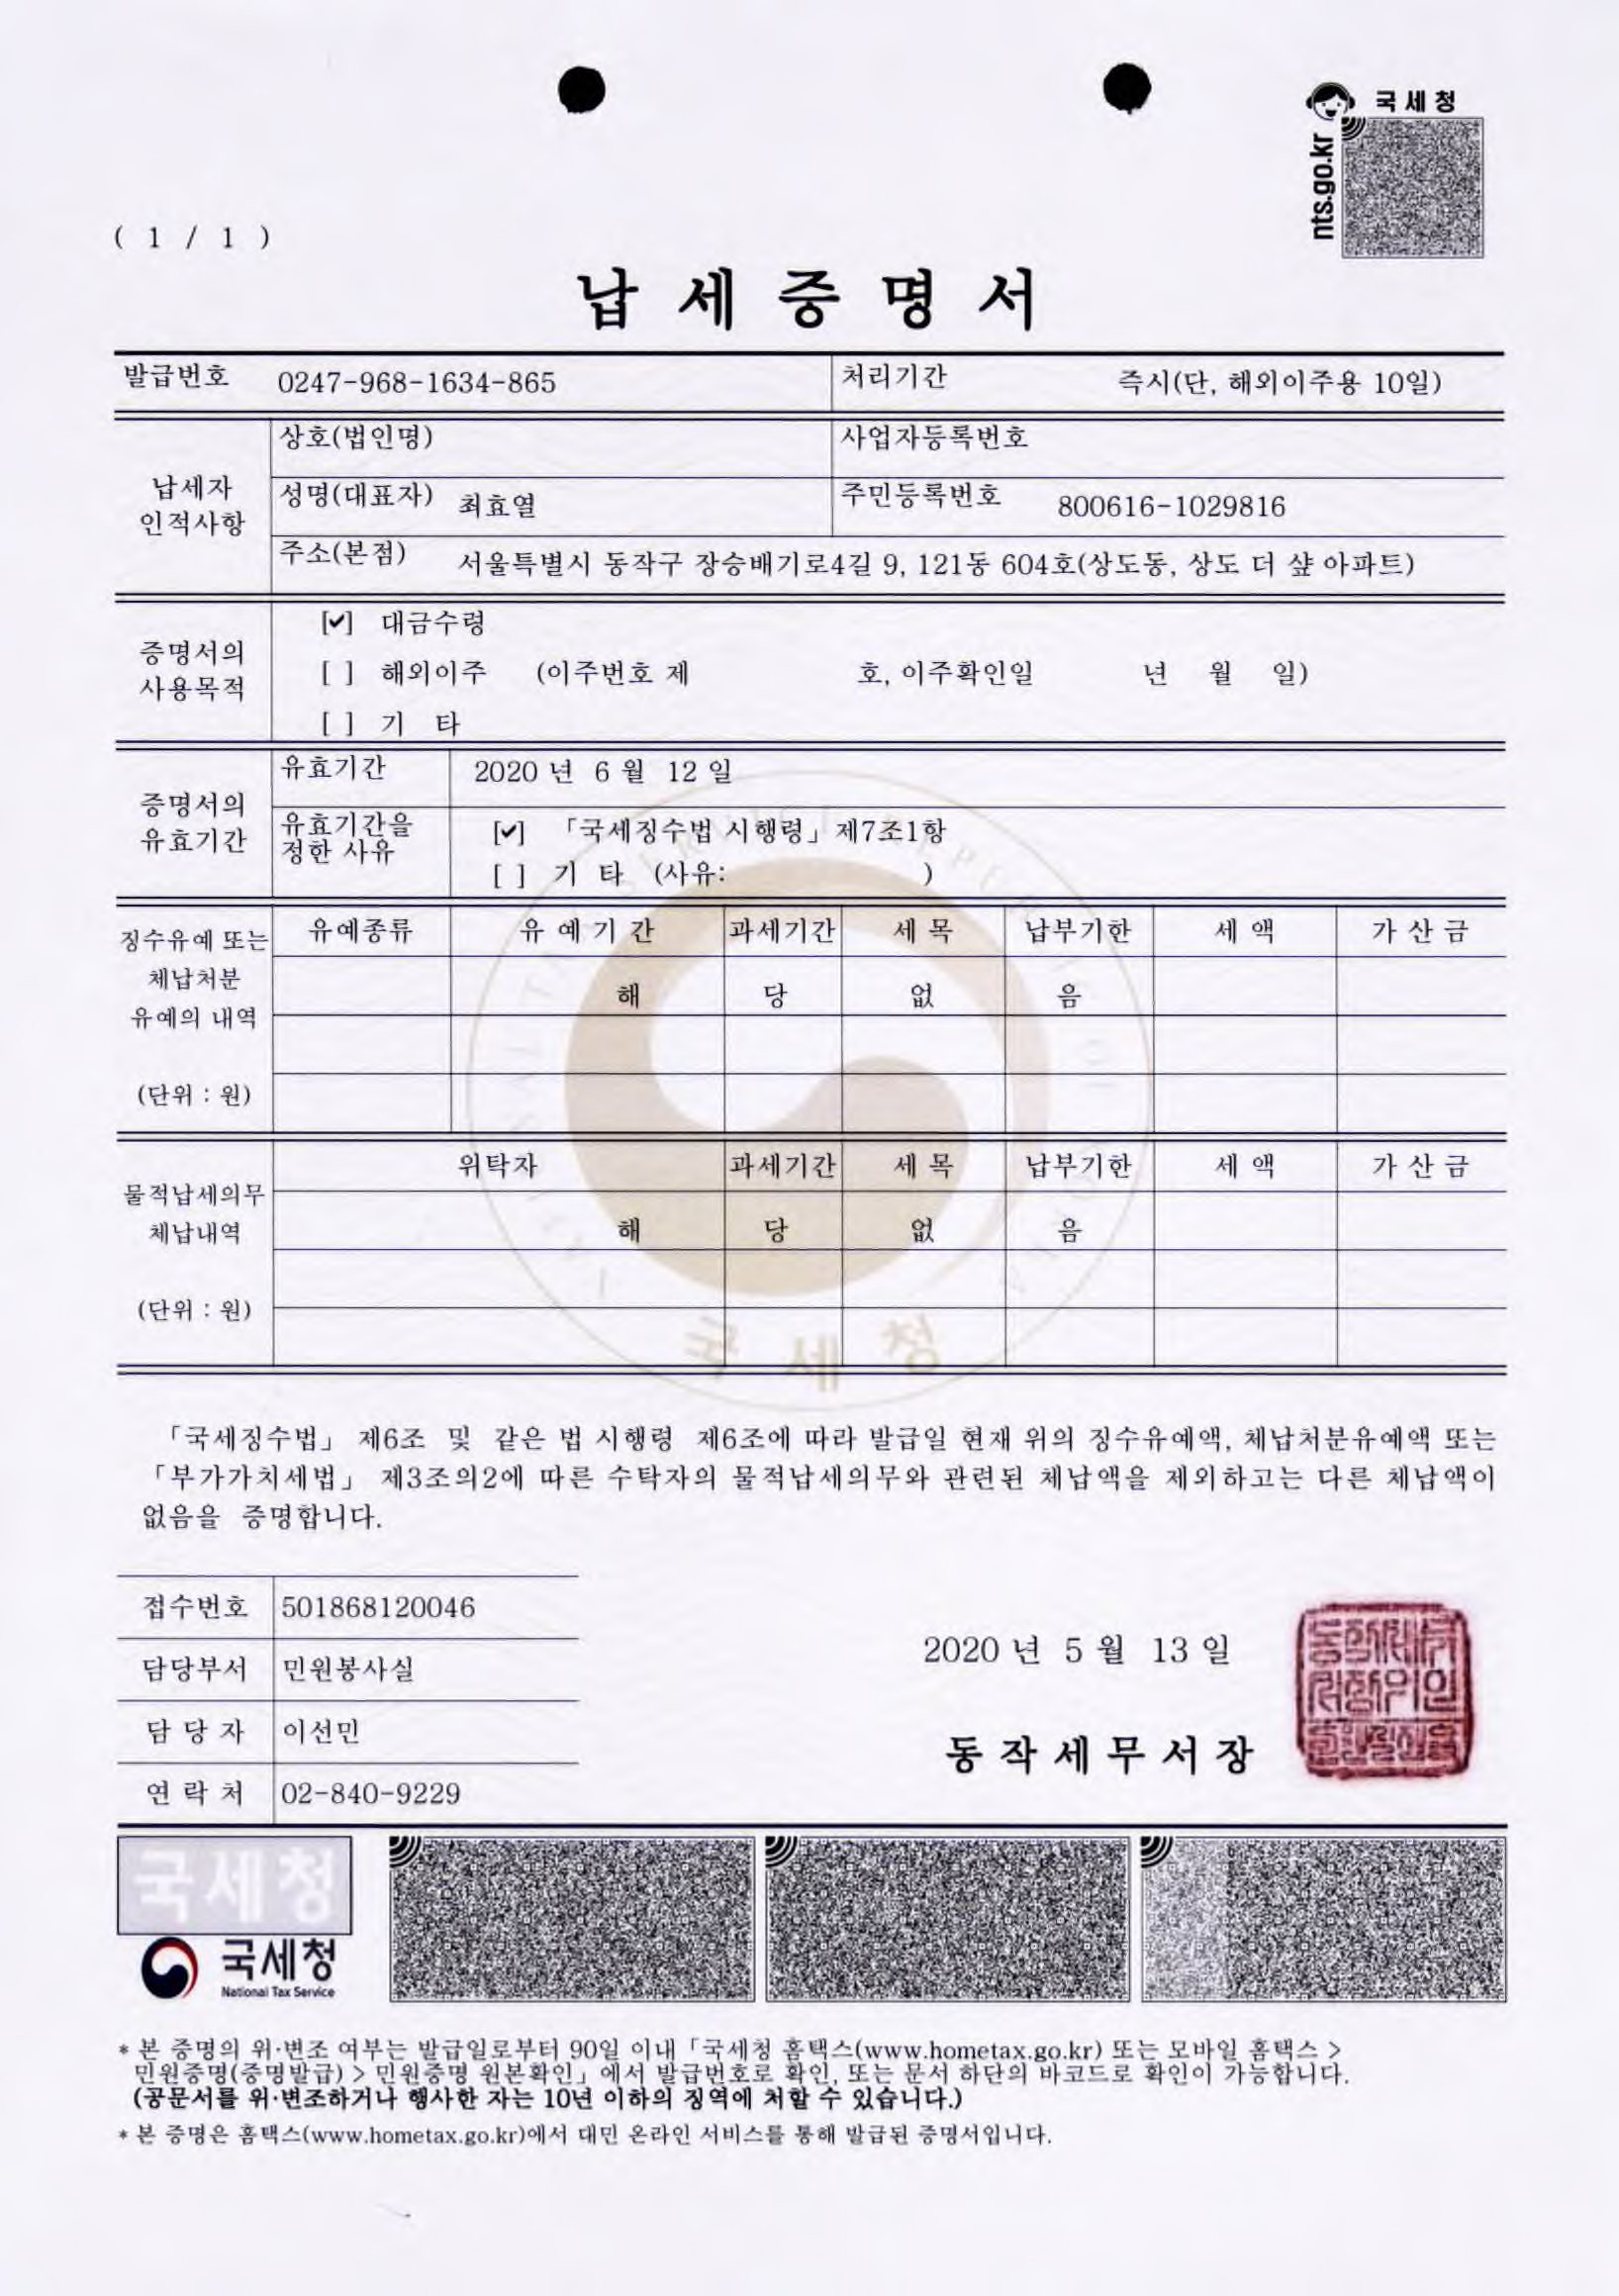 국세청
nts.go.kr
( 1 / 1 )
납 세 증 명 서
발급번호 0247-968-1634-865 처리기간 즉시(단, 해외이주용 10일)
납세자 인적사항
상호(법인명) 사업자등록번호
성명(대표자) 최효열 주민등록번호 800616-1029816
주소(본점) 서울특별시 동작구 장승배기로4길 9, 121동 604호(상도동, 상도 더 샾 아파트)
증명서의 사용목적
[✔] 대금수령
[ ] 해외이주 (이주번호 제 호, 이주확인일 년 월 일)
[ ] 기 타
증명서의 유효기간
유효기간 2020 년 6 월 12 일
유효기간을 정한 사유
[✔] 「국세징수법 시행령」제7조1항
[ ] 기 타 (사유: )
징수유예 또는 체납처분 유예의 내역 (단위 : 원)
유예종류 유 예 기 간 과세기간 세 목 납부기한 세 액 가 산 금
해 당 없 음
물적납세의무 체납내역 (단위 : 원)
위탁자 과세기간 세 목 납부기한 세 액 가 산 금
해 당 없 음
국 세 청
「국세징수법」 제6조 및 같은 법 시행령 제6조에 따라 발급일 현재 위의 징수유예액, 체납처분유예액 또는
「부가가치세법」 제3조의2에 따른 수탁자의 물적납세의무와 관련된 체납액을 제외하고는 다른 체납액이
없음을 증명합니다.
접수번호 501868120046
담당부서 민원봉사실
담 당 자 이선민
연 락 처 02-840-9229
2020 년 5 월 13 일
동 작 세 무 서 장
국세청
국세청
National Tax Service
* 본 증명의 위·변조 여부는 발급일로부터 90일 이내「국세청 홈택스(www.hometax.go.kr) 또는 모바일 홈택스 >
민원증명(증명발급) > 민원증명 원본확인」에서 발급번호로 확인, 또는 문서 하단의 바코드로 확인이 가능합니다.
(공문서를 위·변조하거나 행사한 자는 10년 이하의 징역에 처할 수 있습니다.)
* 본 증명은 홈택스(www.hometax.go.kr)에서 대민 온라인 서비스를 통해 발급된 증명서입니다.